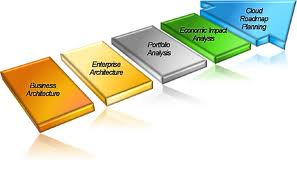 Business
Architecture
Enterprise
Architecture
Portfolio
Analysis
Economic Impact
Analysis
Cloud
Roadmap
Planning